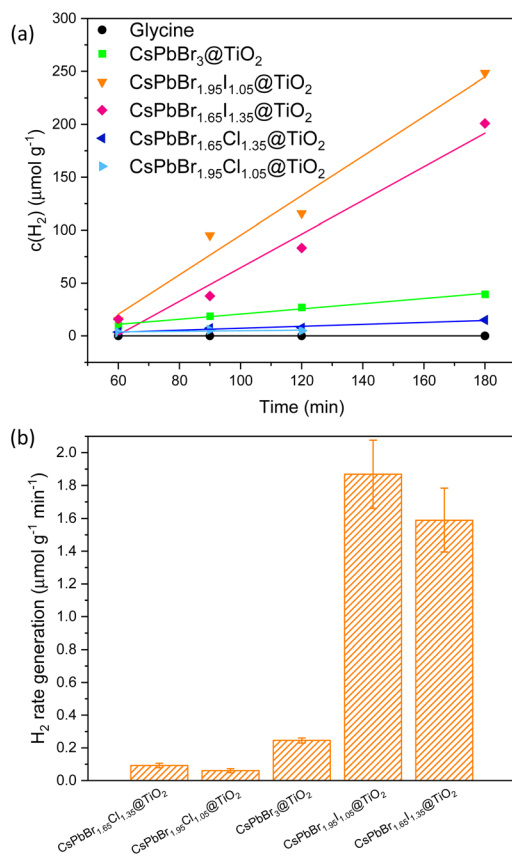 (a)
300
250
200
150
100
50
0
c(H₂) (μmol g⁻¹)
Glycine
CsPbBr₃@TiO₂
CsPbBr₁.₉₅I₁.₀₅@TiO₂
CsPbBr₁.₆₅I₁.₃₅@TiO₂
CsPbBr₁.₆₅Cl₁.₃₅@TiO₂
CsPbBr₁.₉₅Cl₁.₀₅@TiO₂
60 80 100 120 140 160 180
Time (min)
(b)
2.0
1.8
1.6
1.4
1.2
1.0
0.8
0.6
0.4
0.2
0.0
H₂ rate generation (μmol g⁻¹ min⁻¹)
CsPbBr₁.₆₅Cl₁.₃₅@TiO₂
CsPbBr₁.₉₅Cl₁.₀₅@TiO₂
CsPbBr₃@TiO₂
CsPbBr₁.₉₅I₁.₀₅@TiO₂
CsPbBr₁.₆₅I₁.₃₅@TiO₂